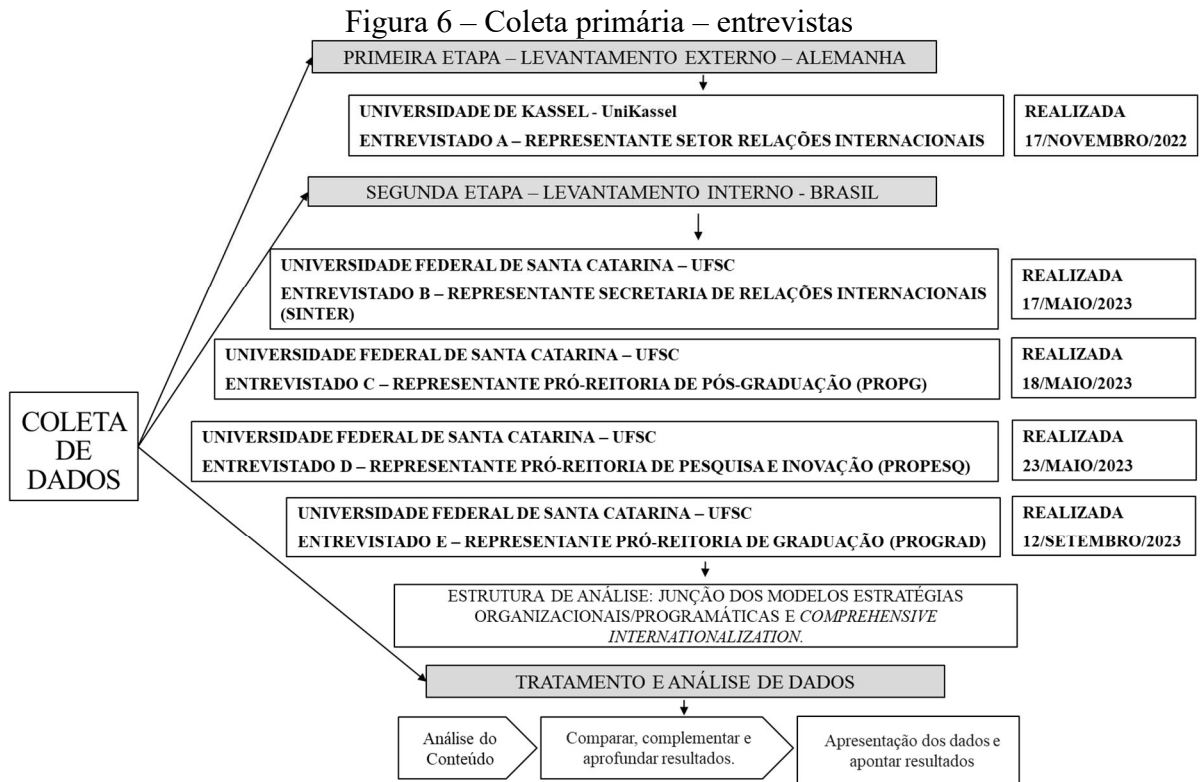 Figura 6 – Coleta primária – entrevistas
PRIMEIRA ETAPA – LEVANTAMENTO EXTERNO – ALEMANHA
UNIVERSIDADE DE KASSEL - UniKassel
ENTREVISTADO A – REPRESENTANTE SETOR RELAÇÕES INTERNACIONAIS
REALIZADA
17/NOVEMBRO/2022
SEGUNDA ETAPA – LEVANTAMENTO INTERNO - BRASIL
UNIVERSIDADE FEDERAL DE SANTA CATARINA – UFSC
ENTREVISTADO B – REPRESENTANTE SECRETARIA DE RELAÇÕES INTERNACIONAIS
(SINTER)
REALIZADA
17/MAIO/2023
UNIVERSIDADE FEDERAL DE SANTA CATARINA – UFSC
ENTREVISTADO C – REPRESENTANTE PRÓ-REITORIA DE PÓS-GRADUAÇÃO (PROPG)
REALIZADA
18/MAIO/2023
COLETA
DE
DADOS
UNIVERSIDADE FEDERAL DE SANTA CATARINA – UFSC
ENTREVISTADO D – REPRESENTANTE PRÓ-REITORIA DE PESQUISA E INOVAÇÃO (PROPESQ)
REALIZADA
23/MAIO/2023
UNIVERSIDADE FEDERAL DE SANTA CATARINA – UFSC
ENTREVISTADO E – REPRESENTANTE PRÓ-REITORIA DE GRADUAÇÃO (PROGRAD)
REALIZADA
12/SETEMBRO/2023
ESTRUTURA DE ANÁLISE: JUNÇÃO DOS MODELOS ESTRATÉGIAS
ORGANIZACIONAIS/PROGRAMÁTICAS E COMPREHENSIVE
INTERNATIONALIZATION.
TRATAMENTO E ANÁLISE DE DADOS
Análise do
Conteúdo
Comparar, complementar e
aprofundar resultados.
Apresentação dos dados e
apontar resultados